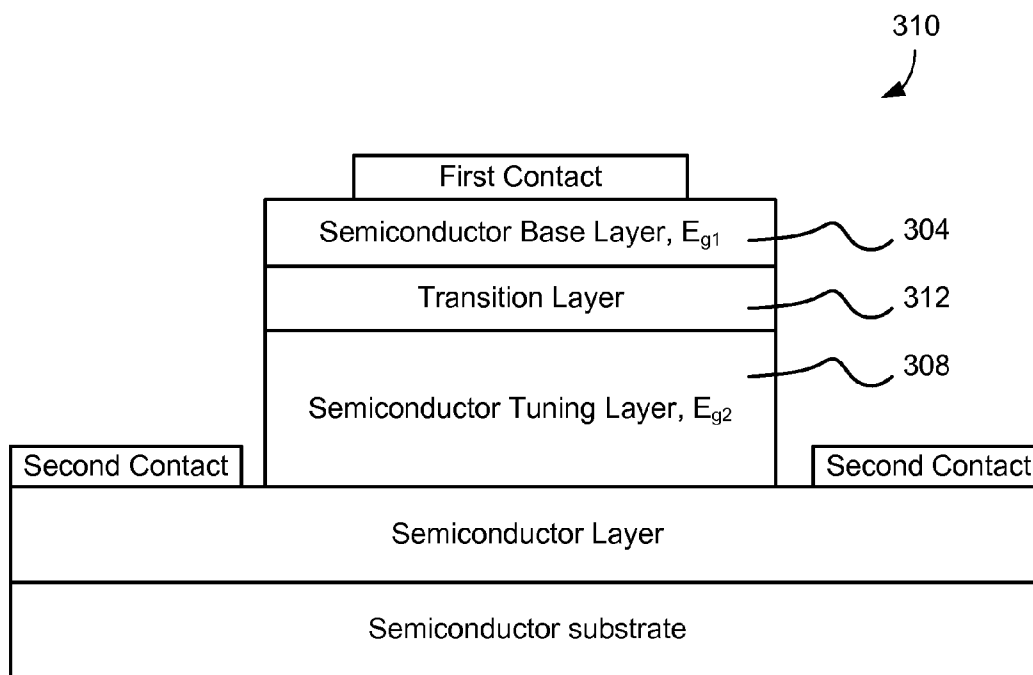 310
First Contact
Semiconductor Base Layer, Eg1
304
Transition Layer
312
308
Semiconductor Tuning Layer, Eg2
Second Contact
Second Contact
Semiconductor Layer
Semiconductor substrate